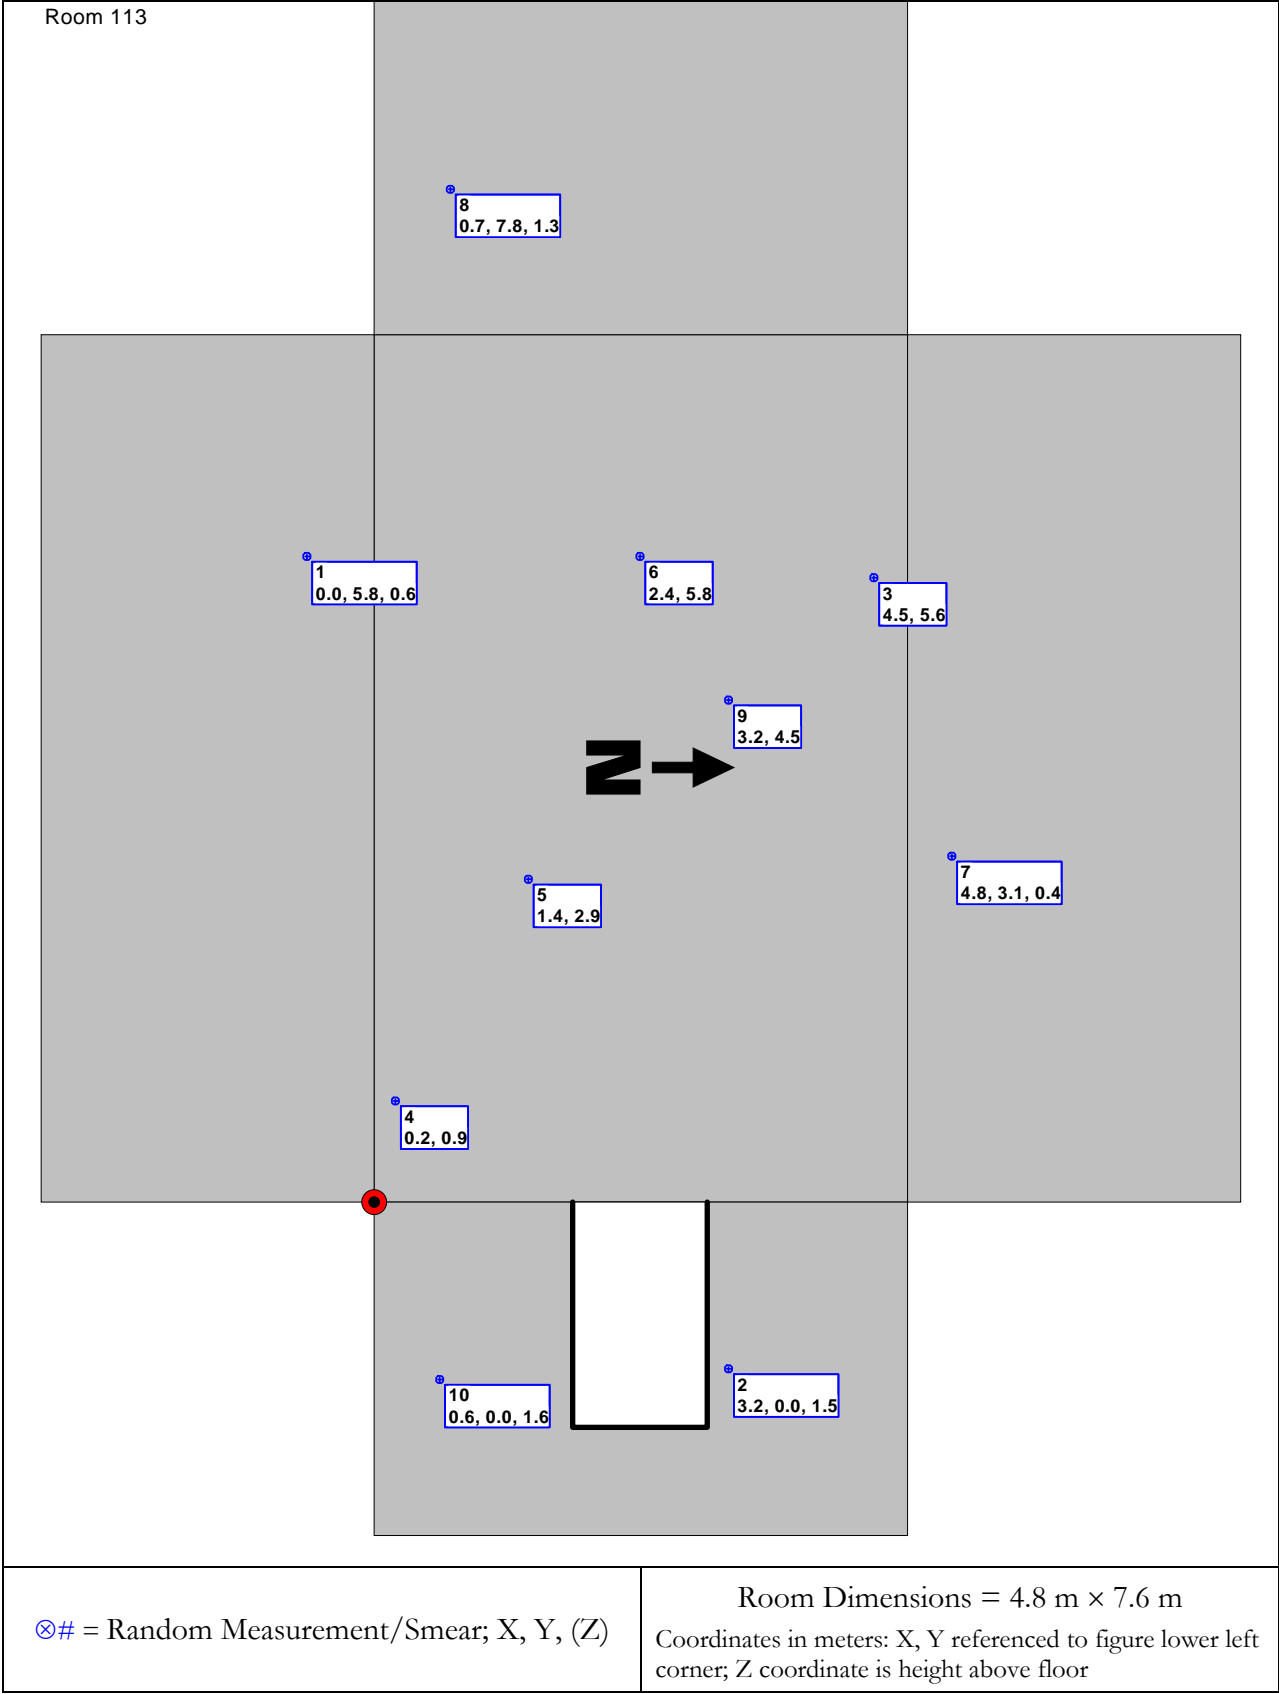 Room 113
8
0.7, 7.8, 1.3
1
0.0, 5.8, 0.6
6
2.4, 5.8
3
4.5, 5.6
9
3.2, 4.5
N
7
4.8, 3.1, 0.4
5
1.4, 2.9
4
0.2, 0.9
2
3.2, 0.0, 1.5
10
0.6, 0.0, 1.6
⊗# = Random Measurement/Smear; X, Y, (Z)
Room Dimensions = 4.8 m × 7.6 m
Coordinates in meters: X, Y referenced to figure lower left
corner; Z coordinate is height above floor